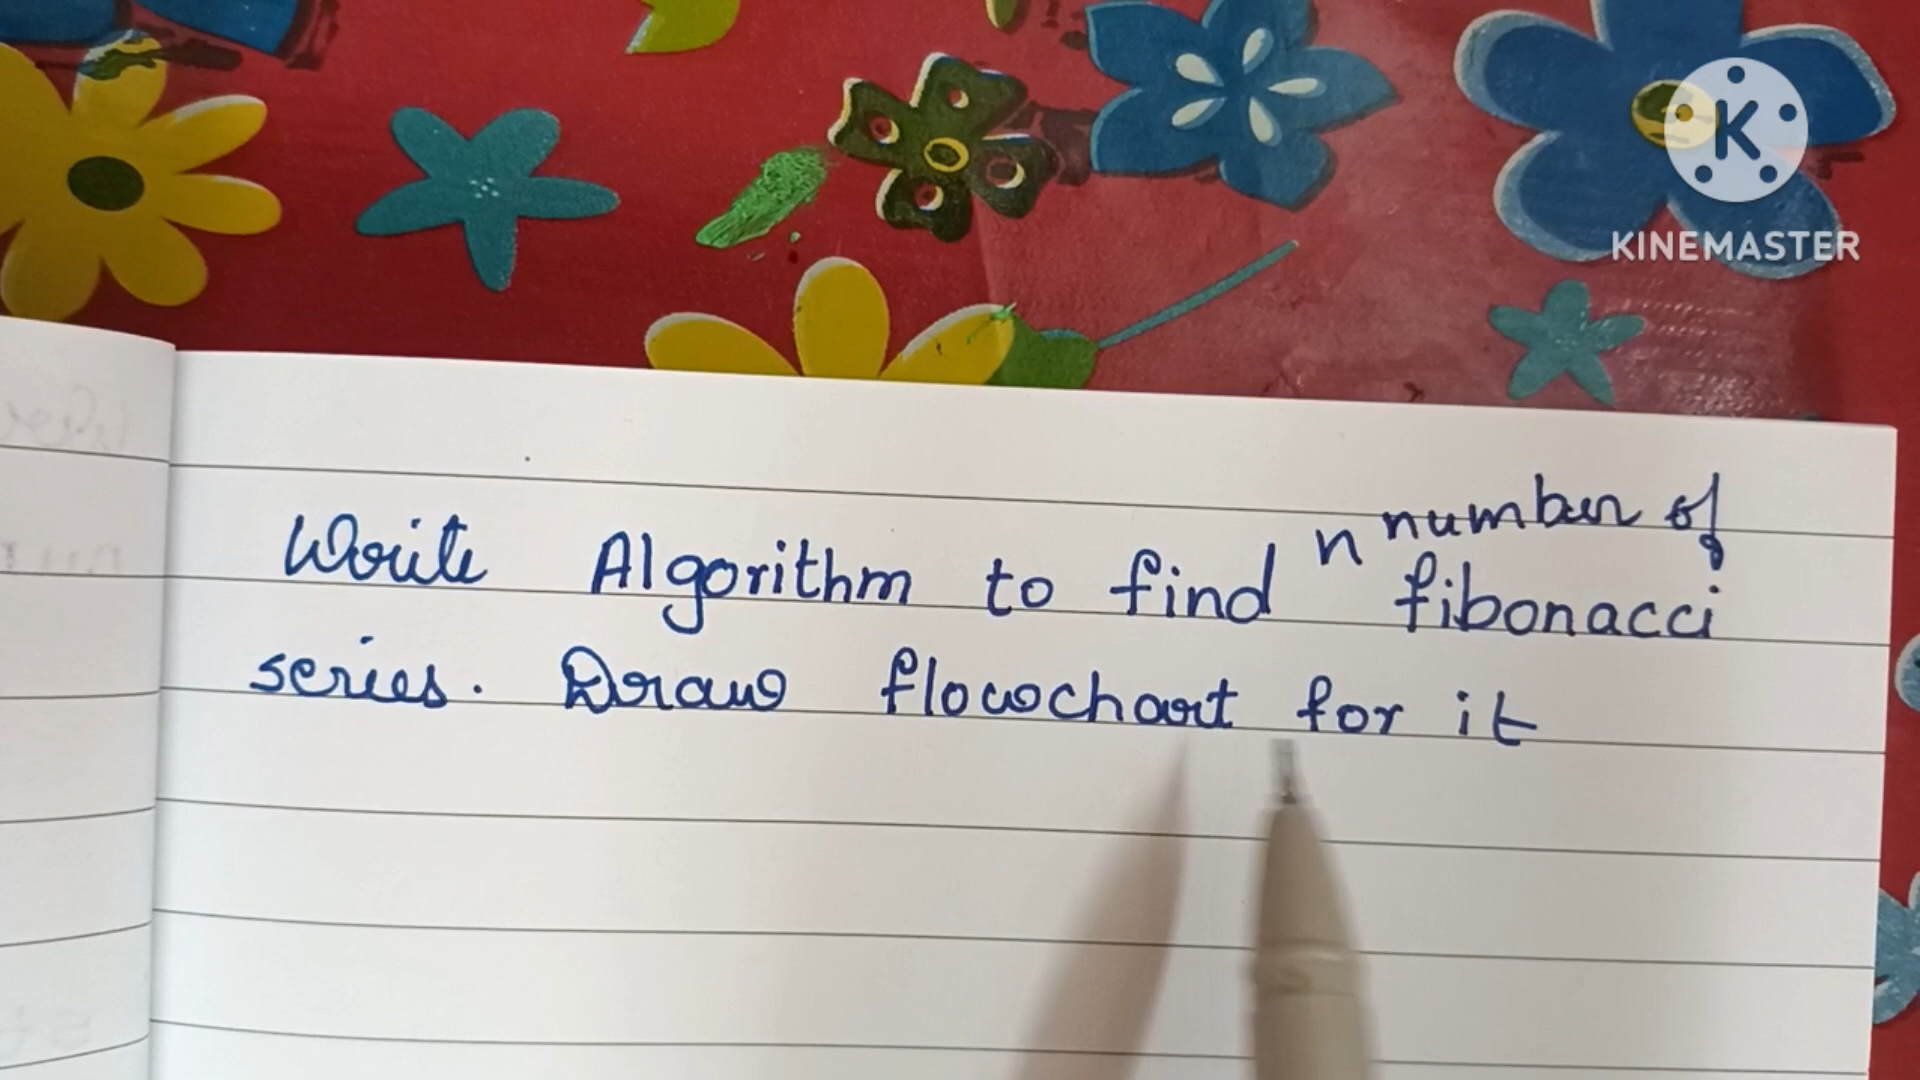 K
KINEMASTER
Write Algorithm to find n number of fibonacci
series. Draw flowchart for it